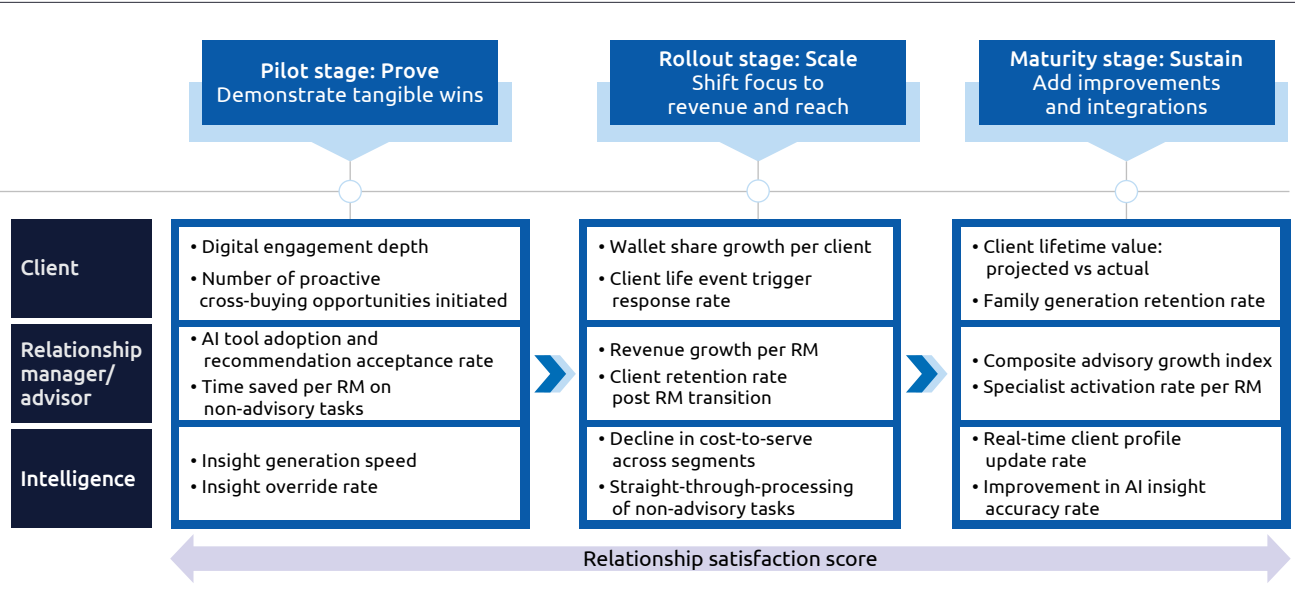 Pilot stage: Prove
Demonstrate tangible wins
Rollout stage: Scale
Shift focus to
revenue and reach
Maturity stage: Sustain
Add improvements
and integrations
Client
• Digital engagement depth
• Number of proactive
cross-buying opportunities initiated
• Wallet share growth per client
• Client life event trigger
response rate
• Client lifetime value:
projected vs actual
• Family generation retention rate
Relationship
manager/
advisor
• AI tool adoption and
recommendation acceptance rate
• Time saved per RM on
non-advisory tasks
• Revenue growth per RM
• Client retention rate
post RM transition
• Composite advisory growth index
• Specialist activation rate per RM
Intelligence
• Insight generation speed
• Insight override rate
• Decline in cost-to-serve
across segments
• Straight-through-processing
of non-advisory tasks
• Real-time client profile
update rate
• Improvement in AI insight
accuracy rate
Relationship satisfaction score